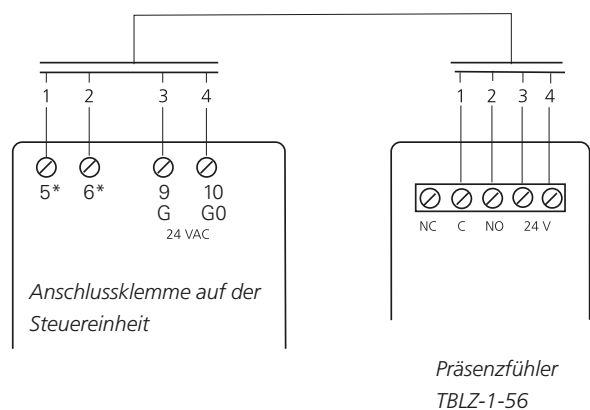 1 2 3 4
1 2 3 4
5* 6* 9 10
G G0
24 VAC
NC C NO 24 V
Anschlussklemme auf der
Steuereinheit
Präsenzfühler
TBLZ-1-56